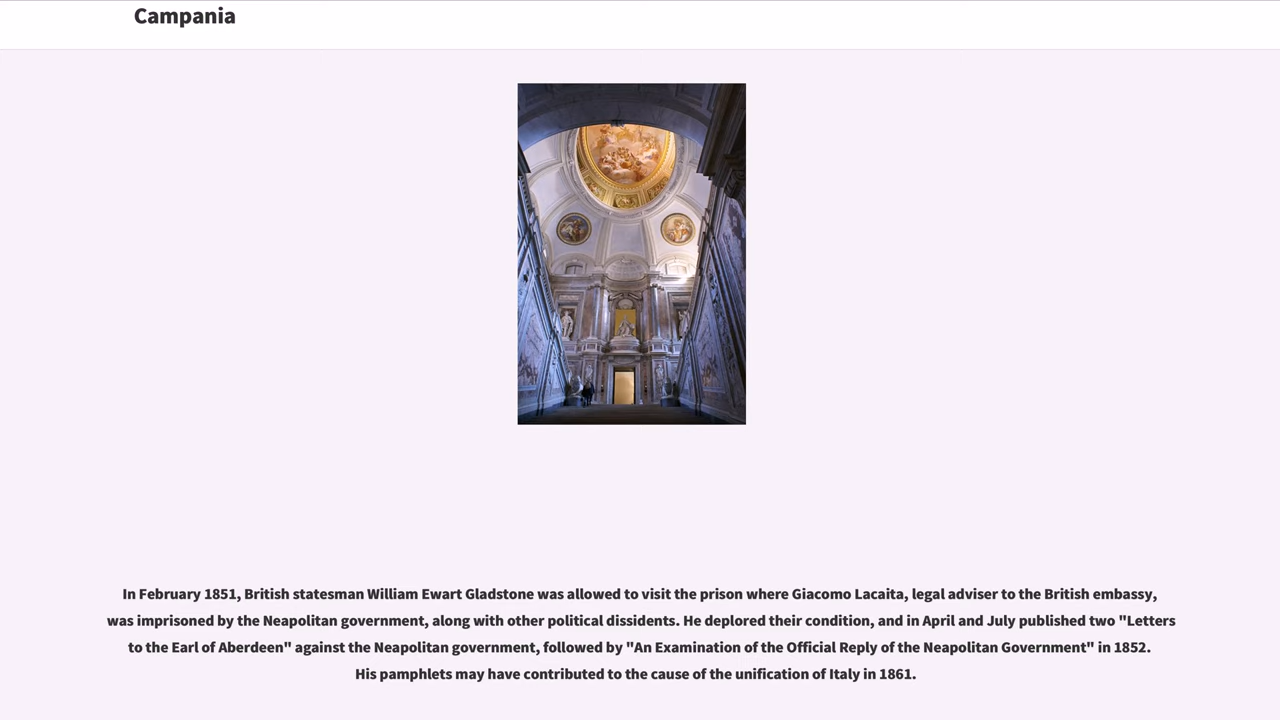 Campania
In February 1851, British statesman William Ewart Gladstone was allowed to visit the prison where Giacomo Lacaita, legal adviser to the British embassy,
was imprisoned by the Neapolitan government, along with other political dissidents. He deplored their condition, and in April and July published two "Letters
to the Earl of Aberdeen" against the Neapolitan government, followed by "An Examination of the Official Reply of the Neapolitan Government" in 1852.
His pamphlets may have contributed to the cause of the unification of Italy in 1861.